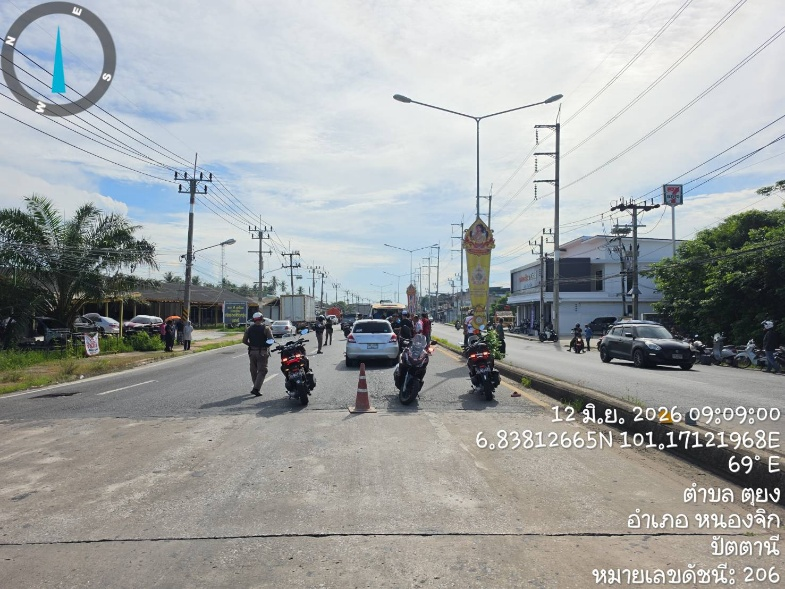 N
E
S
W
12 มิ.ย. 2026 09:09:00
6.83812665N 101.17121968E
69° E
ตำบล ตุยง
อำเภอ หนองจิก
ปัตตานี
หมายเลขดัชนี: 206